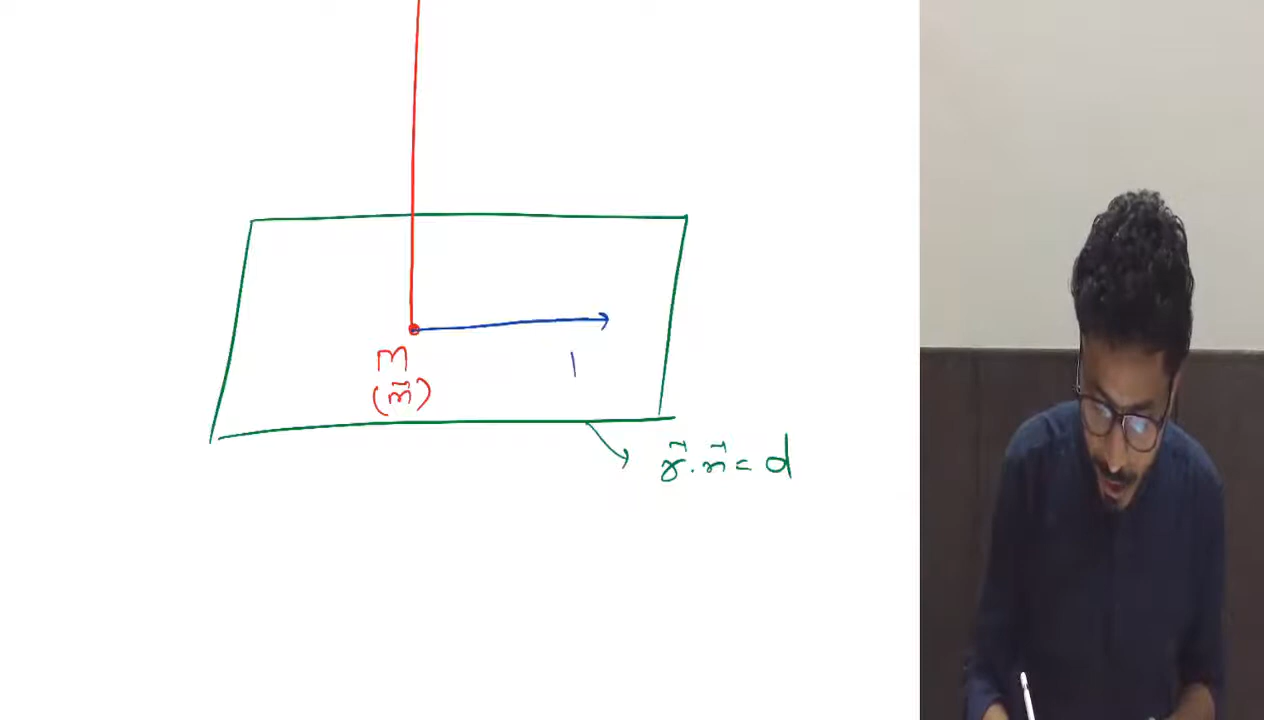 M
(m⃗)
r⃗.n⃗ = d